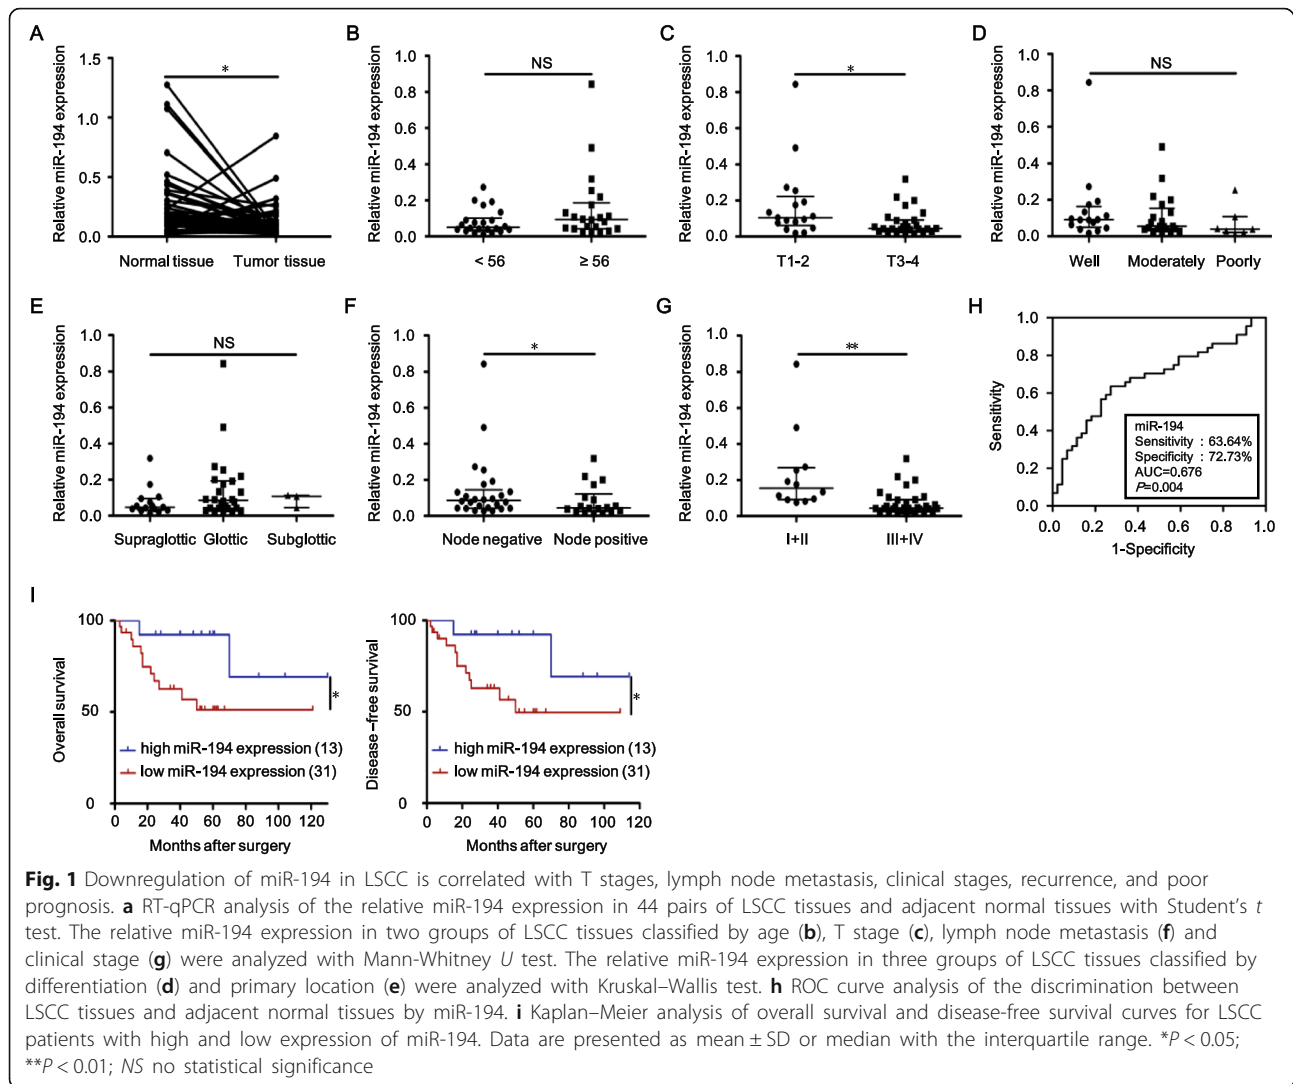 A
Relative miR-194 expression
1.5
1.0
0.5
0.0
*
Normal tissue
Tumor tissue
B
Relative miR-194 expression
1.0
0.8
0.6
0.4
0.2
0.0
NS
< 56
≥ 56
C
Relative miR-194 expression
1.0
0.8
0.6
0.4
0.2
0.0
*
T1-2
T3-4
D
Relative miR-194 expression
1.0
0.8
0.6
0.4
0.2
0.0
NS
Well
Moderately
Poorly
E
Relative miR-194 expression
1.0
0.8
0.6
0.4
0.2
0.0
NS
Supraglottic
Glottic
Subglottic
F
Relative miR-194 expression
1.0
0.8
0.6
0.4
0.2
0.0
*
Node negative
Node positive
G
Relative miR-194 expression
1.0
0.8
0.6
0.4
0.2
0.0
**
I+II
III+IV
H
Sensitivity
1.0
0.8
0.6
0.4
0.2
0.0
miR-194
Sensitivity : 63.64%
Specificity : 72.73%
AUC=0.676
P=0.004
0.0 0.2 0.4 0.6 0.8 1.0
1-Specificity
I
Overall survival
100
50
0
*
high miR-194 expression (13)
low miR-194 expression (31)
0 20 40 60 80 100 120
Months after surgery
Disease-free survival
100
50
0
*
high miR-194 expression (13)
low miR-194 expression (31)
0 20 40 60 80 100 120
Months after surgery
Fig. 1 Downregulation of miR-194 in LSCC is correlated with T stages, lymph node metastasis, clinical stages, recurrence, and poor
prognosis. a RT-qPCR analysis of the relative miR-194 expression in 44 pairs of LSCC tissues and adjacent normal tissues with Student's t
test. The relative miR-194 expression in two groups of LSCC tissues classified by age (b), T stage (c), lymph node metastasis (f) and
clinical stage (g) were analyzed with Mann-Whitney U test. The relative miR-194 expression in three groups of LSCC tissues classified by
differentiation (d) and primary location (e) were analyzed with Kruskal–Wallis test. h ROC curve analysis of the discrimination between
LSCC tissues and adjacent normal tissues by miR-194. i Kaplan–Meier analysis of overall survival and disease-free survival curves for LSCC
patients with high and low expression of miR-194. Data are presented as mean ± SD or median with the interquartile range. *P < 0.05;
**P < 0.01; NS no statistical significance